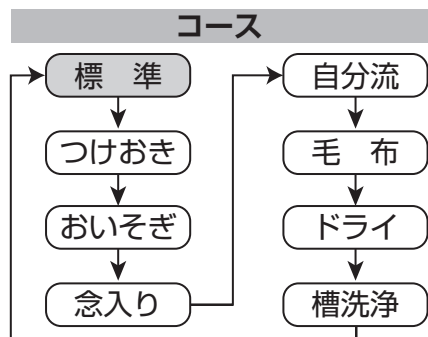 コース
標 準
つけおき
おいそぎ
念入り
自分流
毛 布
ドライ
槽洗浄